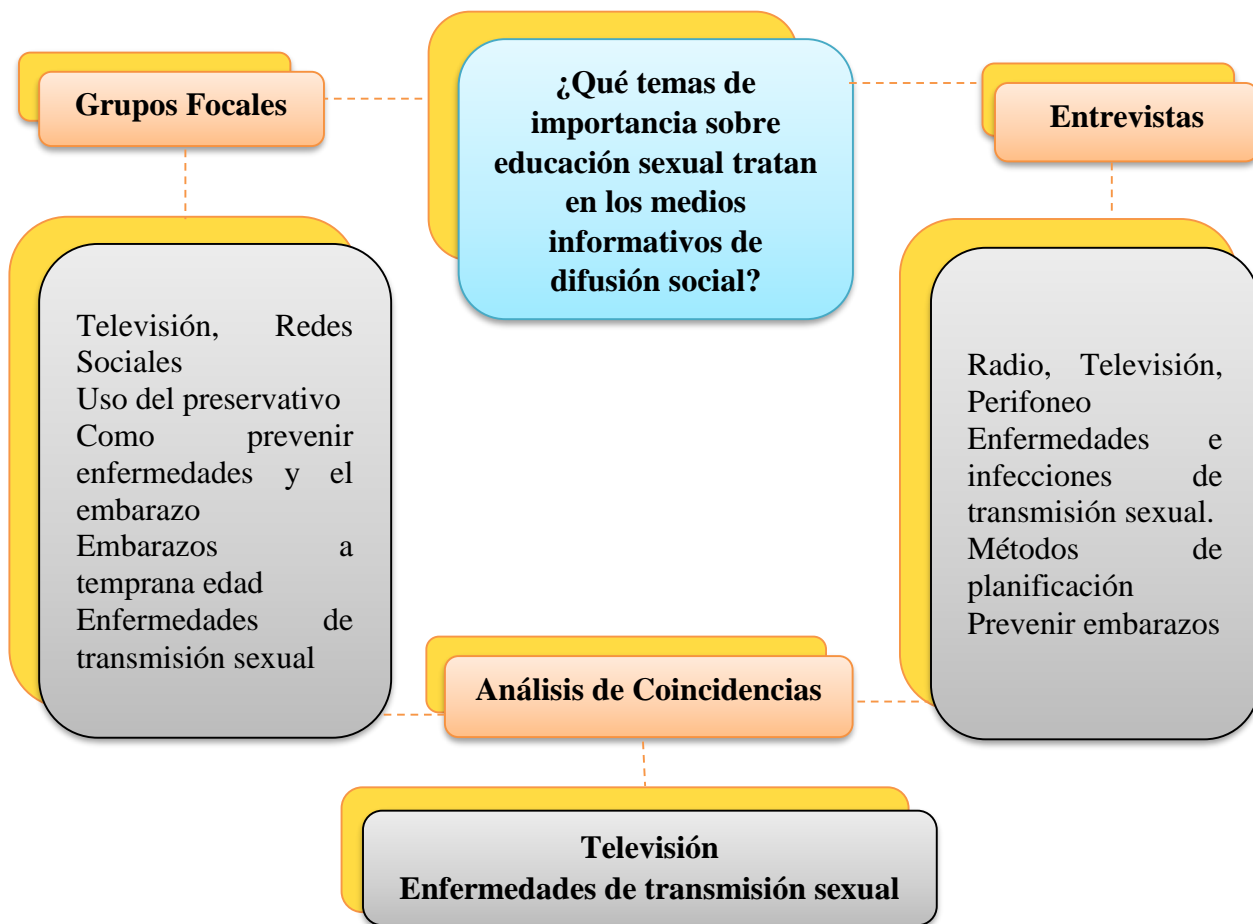 Grupos Focales
¿Qué temas de
importancia sobre
educación sexual tratan
en los medios
informativos de
difusión social?
Entrevistas
Televisión, Redes
Sociales
Uso del preservativo
Como prevenir
enfermedades y el
embarazo
Embarazos a
temprana edad
Enfermedades de
transmisión sexual
Radio, Televisión,
Perifoneo
Enfermedades e
infecciones de
transmisión sexual.
Métodos de
planificación
Prevenir embarazos
Análisis de Coincidencias
Televisión
Enfermedades de transmisión sexual